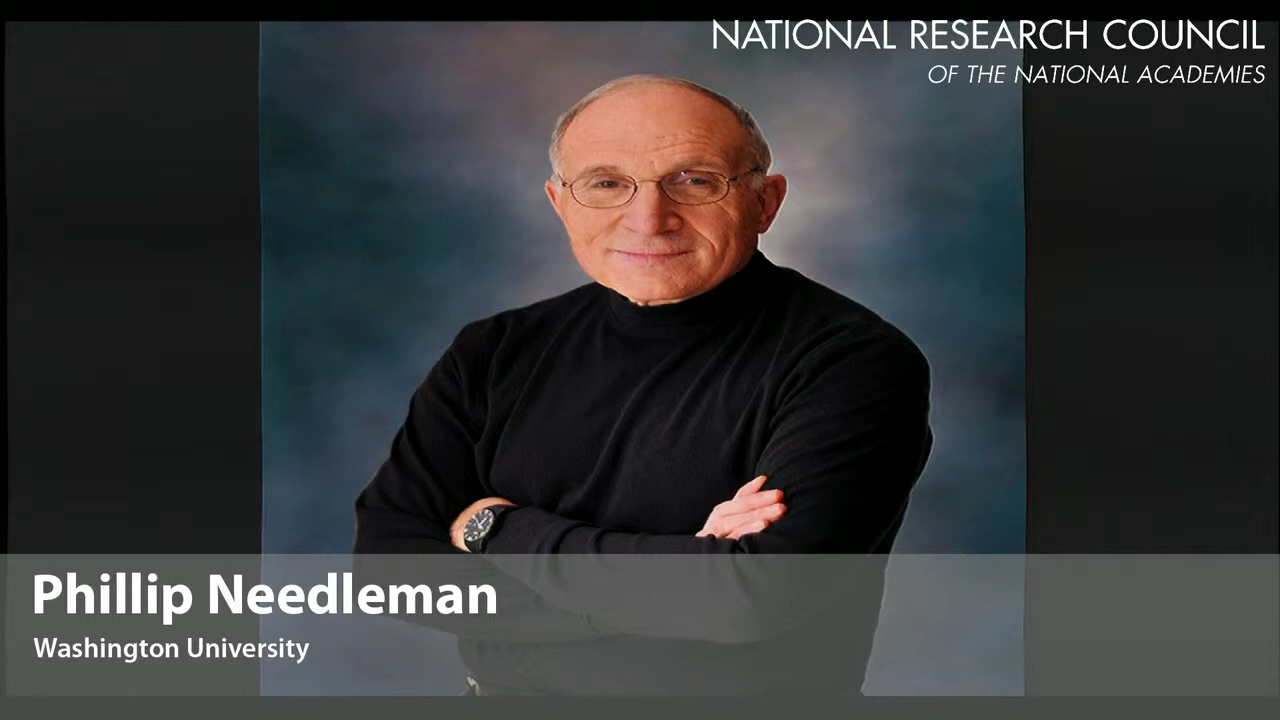 NATIONAL RESEARCH COUNCIL
OF THE NATIONAL ACADEMIES
Phillip Needleman
Washington University